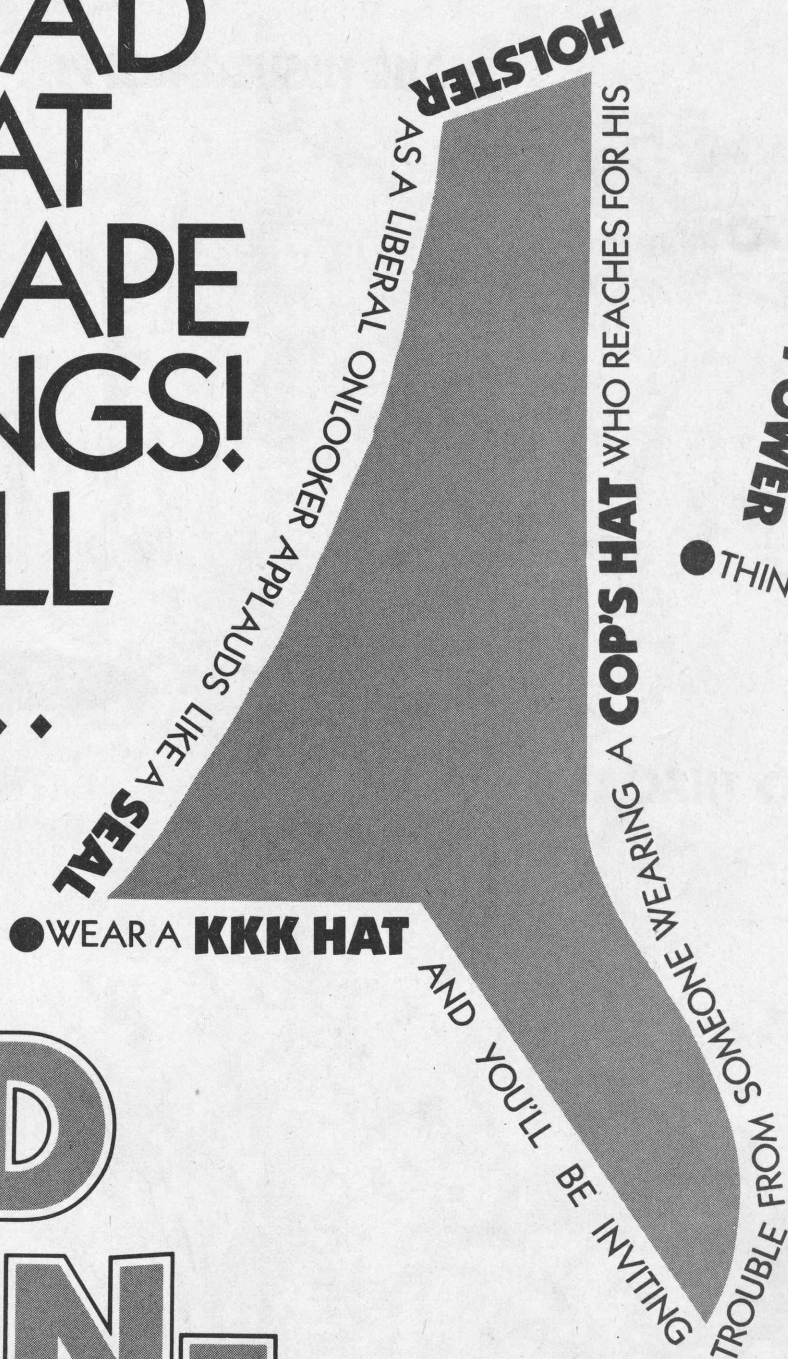 AD
AT
APE
NGS!
LL
WEAR A KKK HAT
AND YOU'LL BE INVITING
TROUBLE FROM SOMEONE WEARING A COP'S HAT WHO REACHES FOR HIS
HOLSTER
AS A LIBERAL ONLOOKER APPLAUDS LIKE A SEAL
POWER
THIN
D
N-